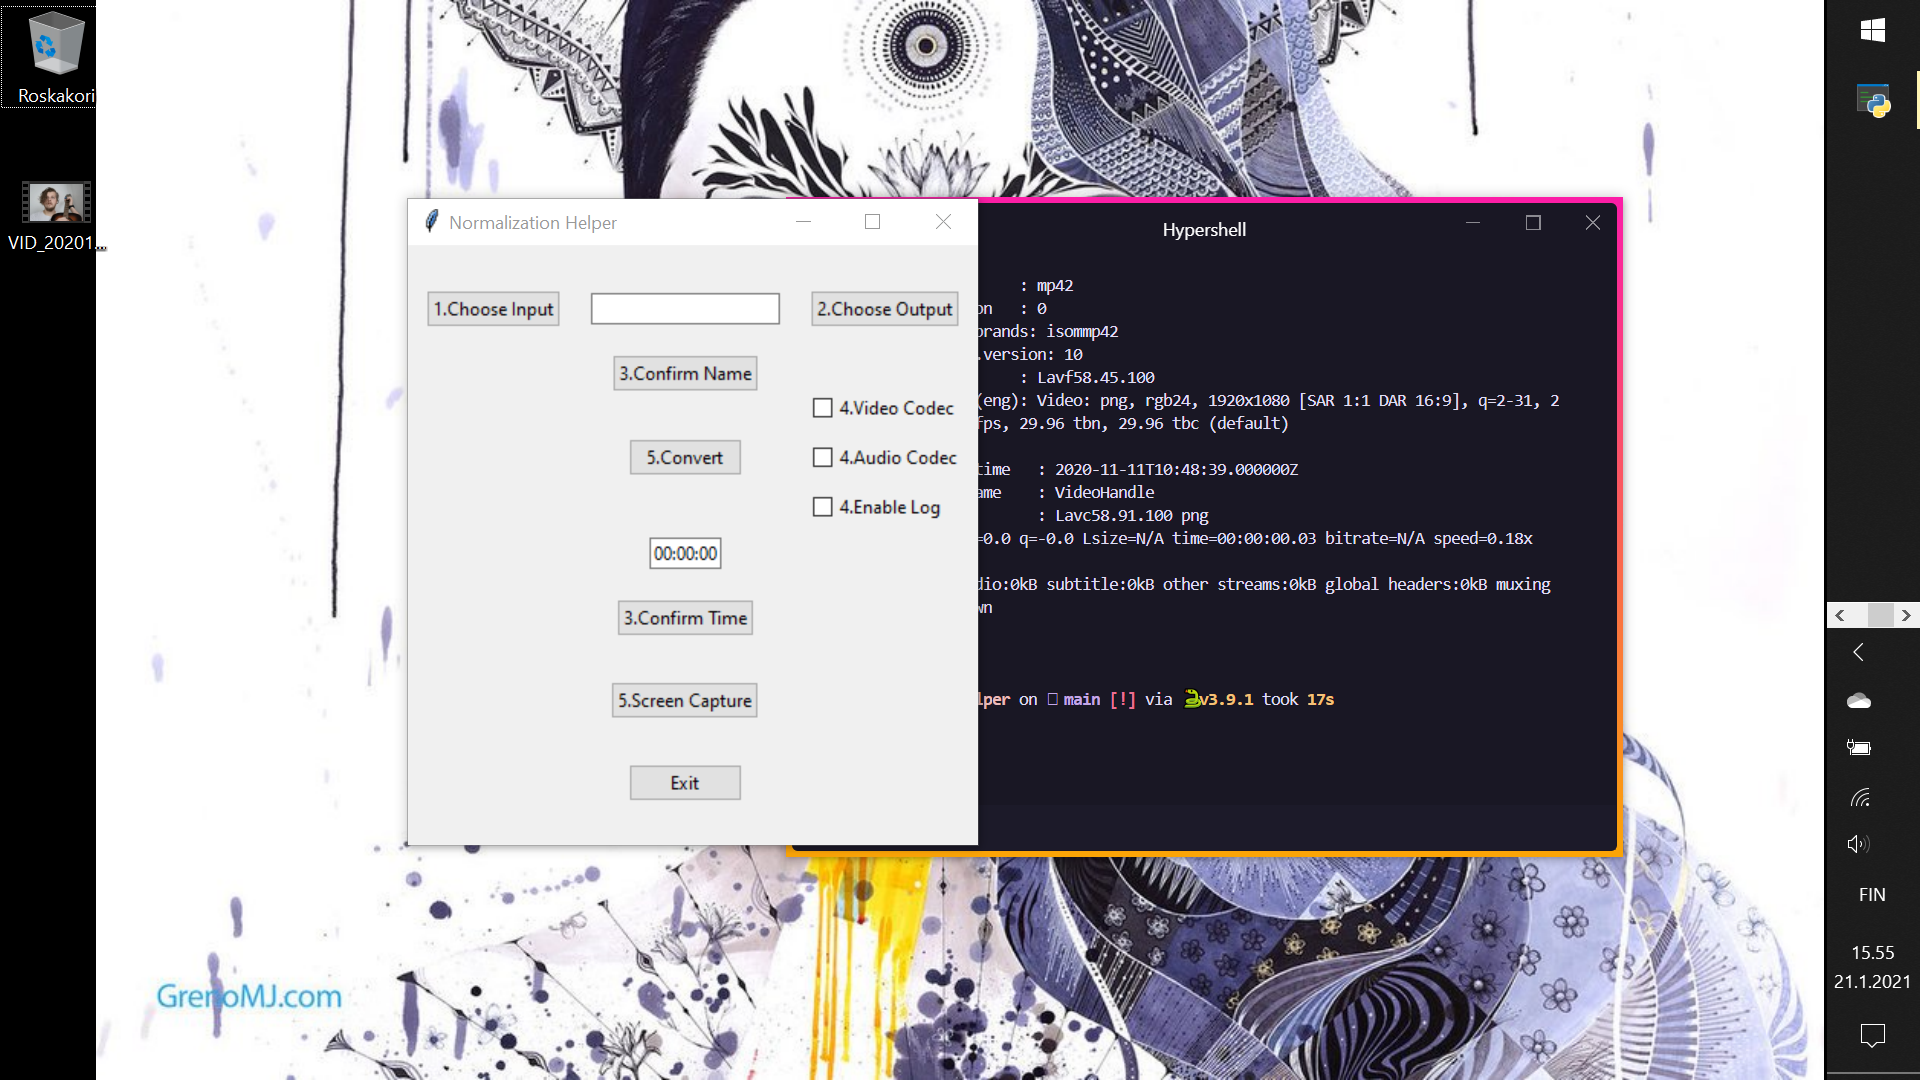 Roskakori
VID_20201...
Normalization Helper
1.Choose Input
2.Choose Output
3.Confirm Name
4.Video Codec
5.Convert
4.Audio Codec
4.Enable Log
00:00:00
3.Confirm Time
5.Screen Capture
Exit
Hypershell
: mp42
on : 0
brands: isommp42
.version: 10
: Lavf58.45.100
(eng): Video: png, rgb24, 1920x1080 [SAR 1:1 DAR 16:9], q=2-31, 2
fps, 29.96 tbn, 29.96 tbc (default)
time : 2020-11-11T10:48:39.000000Z
ame : VideoHandle
: Lavc58.91.100 png
=0.0 q=-0.0 Lsize=N/A time=00:00:00.03 bitrate=N/A speed=0.18x
dio:0kB subtitle:0kB other streams:0kB global headers:0kB muxing
wn
lper on main [!] via v3.9.1 took 17s
GrenoMJ.com
FIN
15.55
21.1.2021